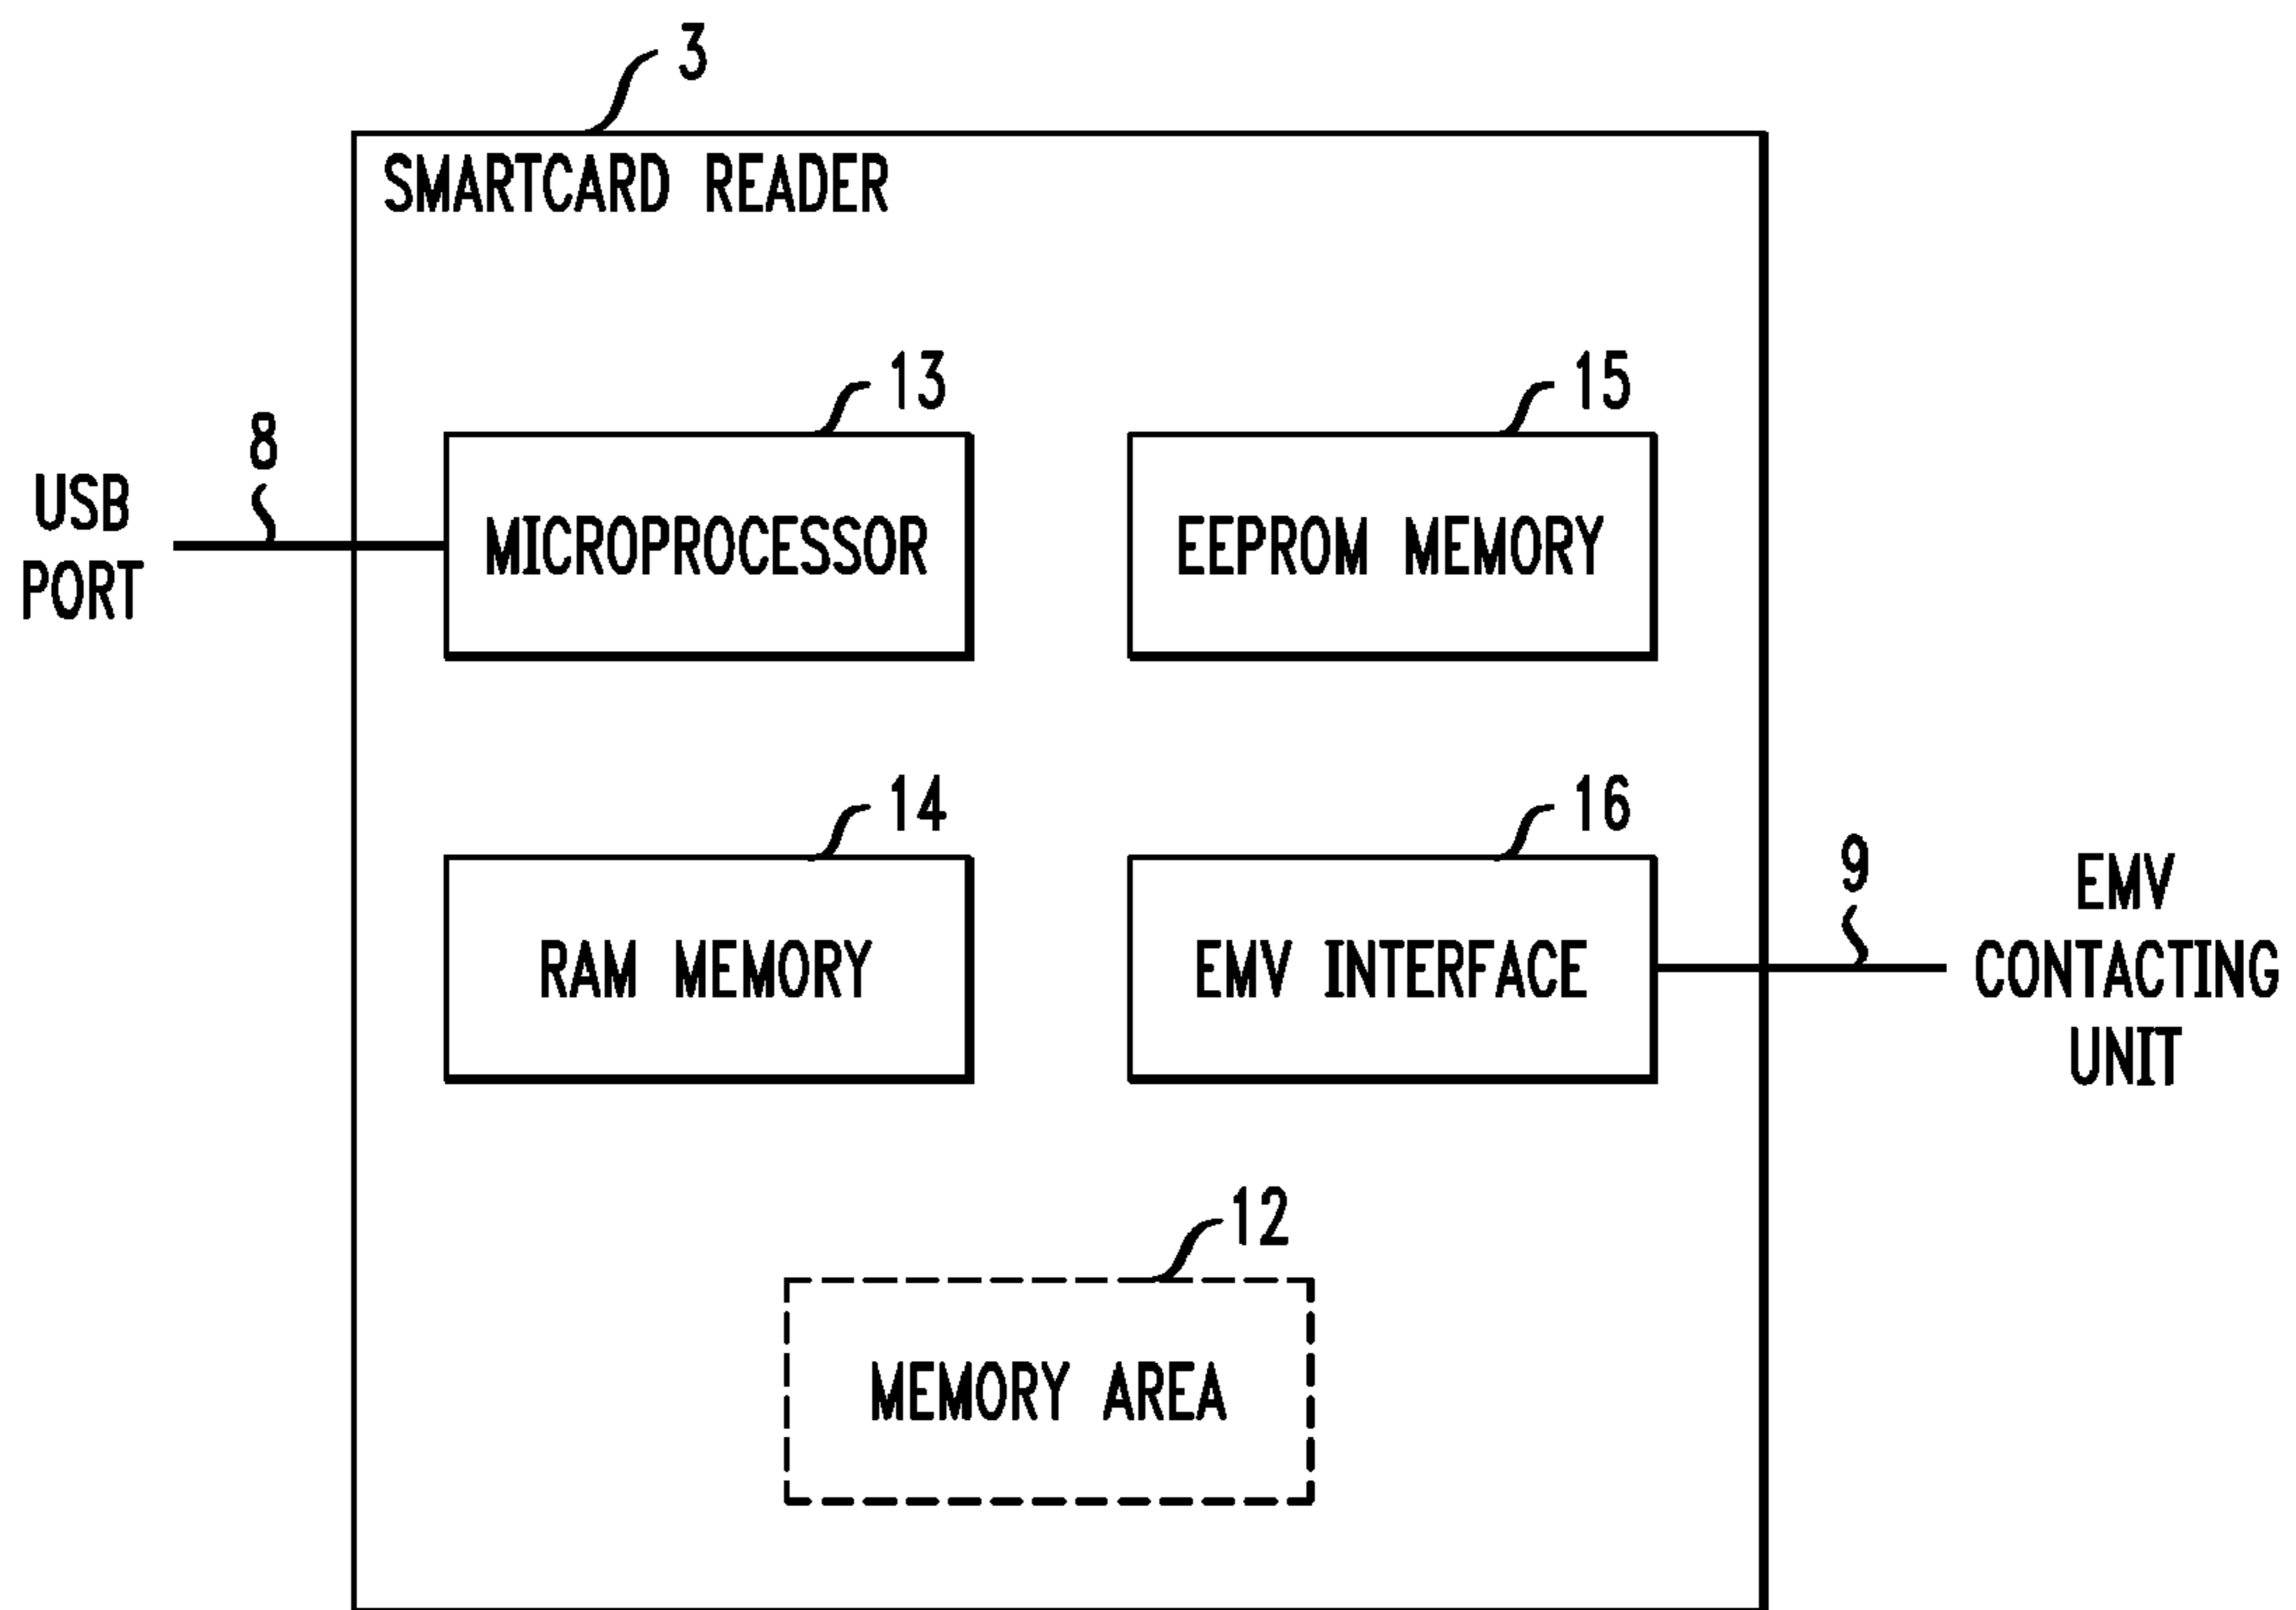 3
SMARTCARD READER
13
15
8
USB
PORT
MICROPROCESSOR
EEPROM MEMORY
14
16
9
RAM MEMORY
EMV INTERFACE
EMV
CONTACTING
UNIT
12
MEMORY AREA